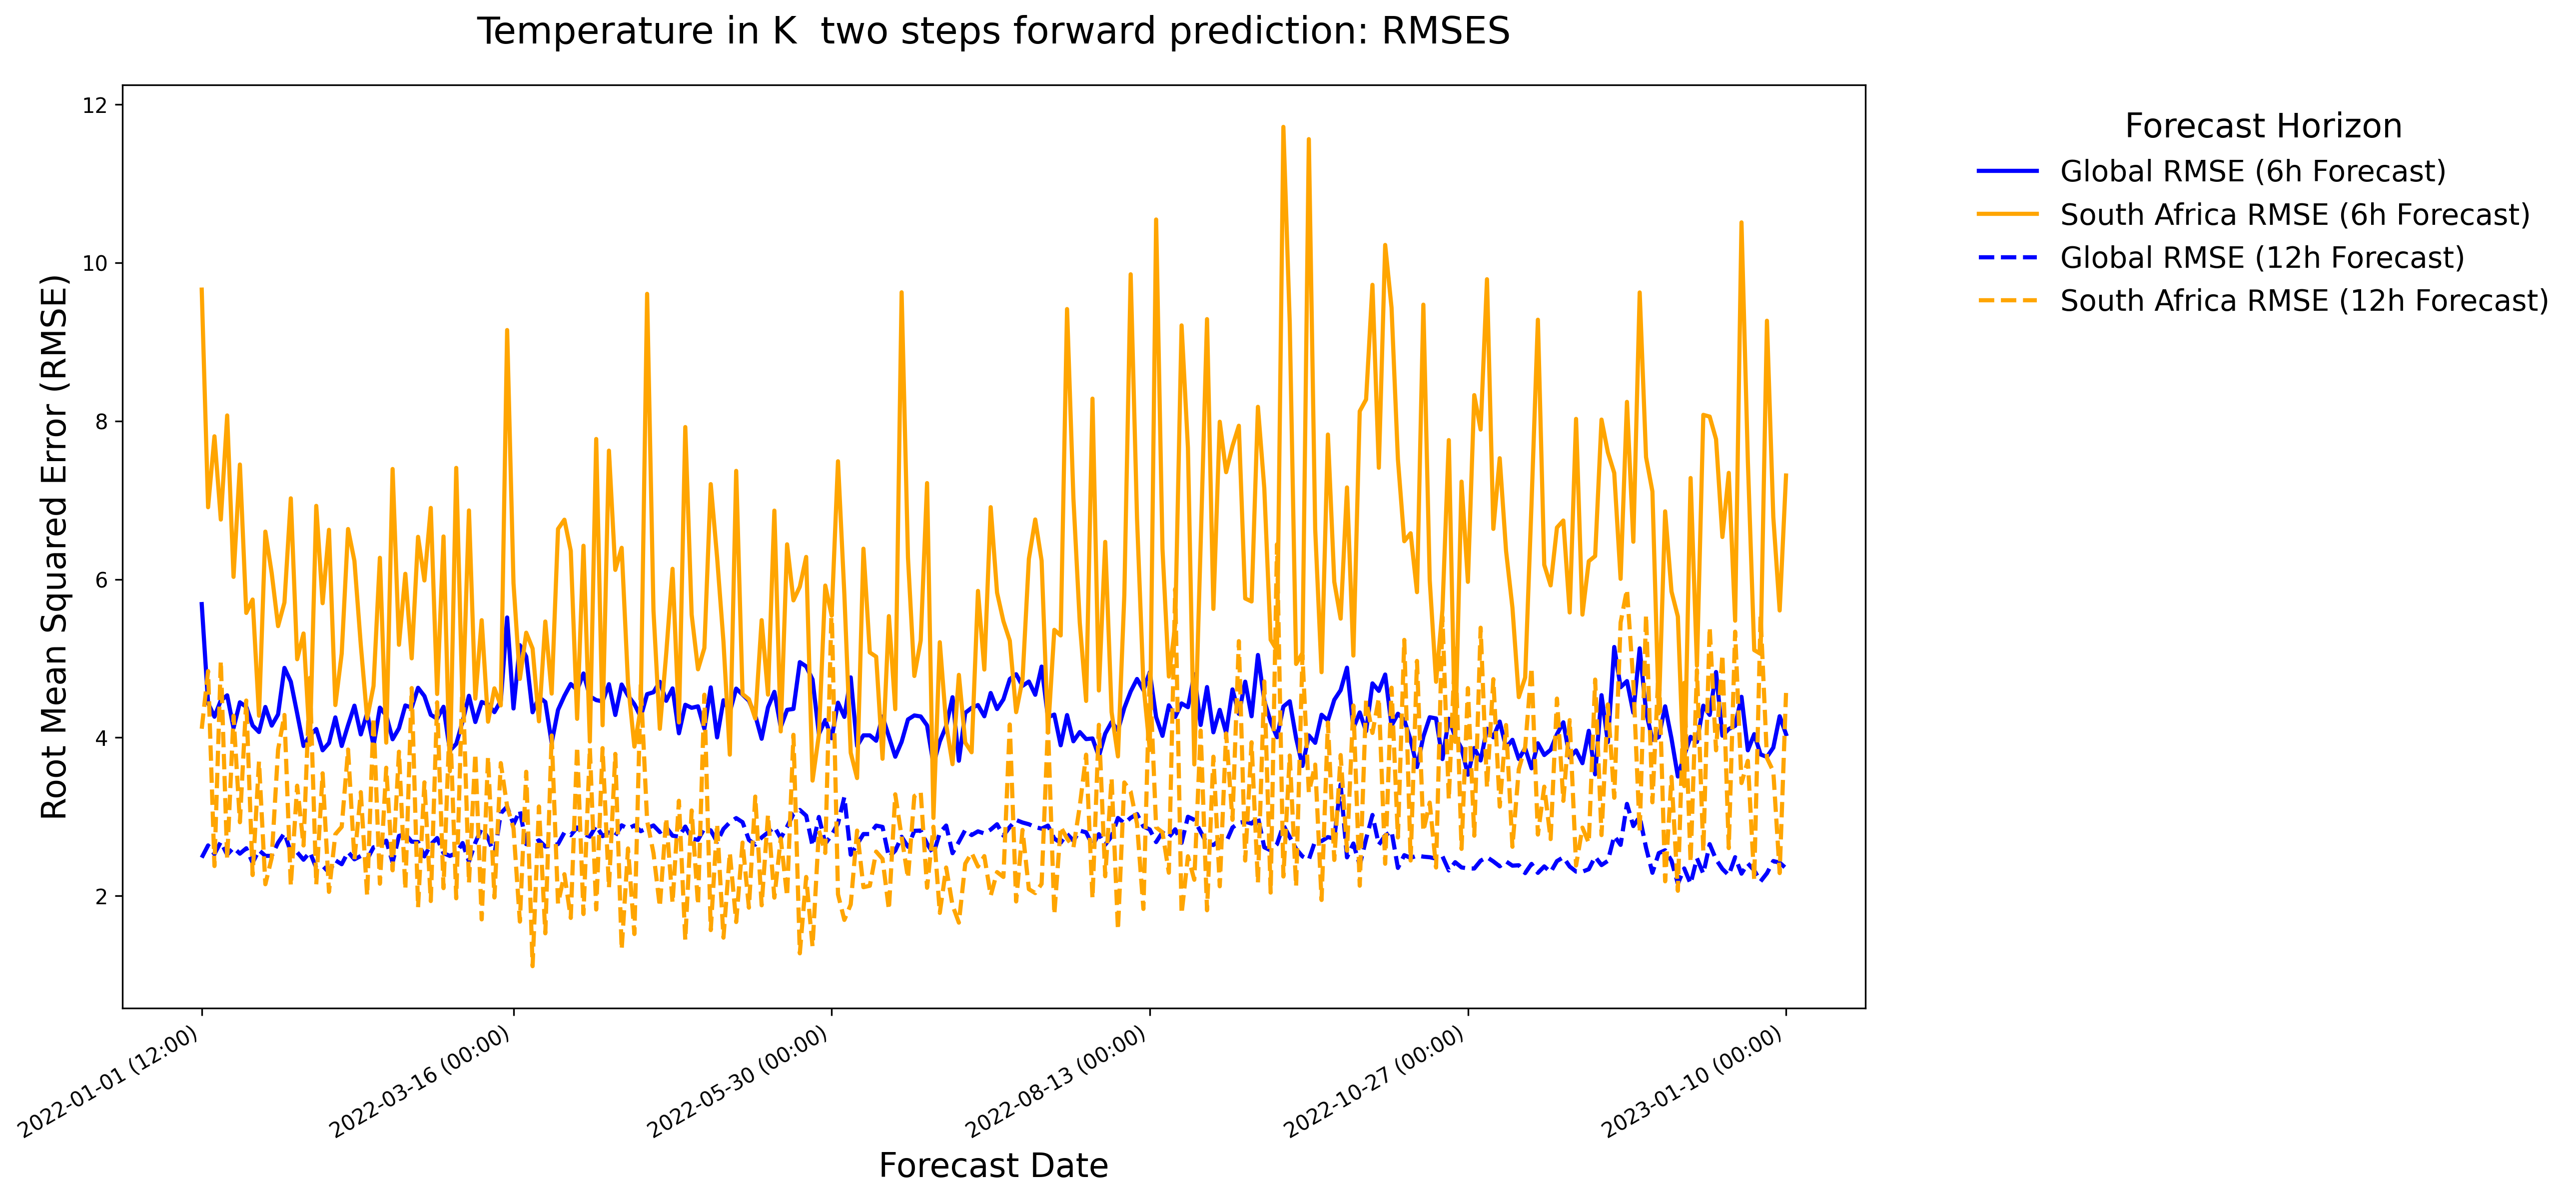 Temperature in K  two steps forward prediction: RMSES
Root Mean Squared Error (RMSE)
12
10
8
6
4
2
2022-01-01 (12:00)
2022-03-16 (00:00)
2022-05-30 (00:00)
2022-08-13 (00:00)
2022-10-27 (00:00)
2023-01-10 (00:00)
Forecast Date
Forecast Horizon
Global RMSE (6h Forecast)
South Africa RMSE (6h Forecast)
Global RMSE (12h Forecast)
South Africa RMSE (12h Forecast)